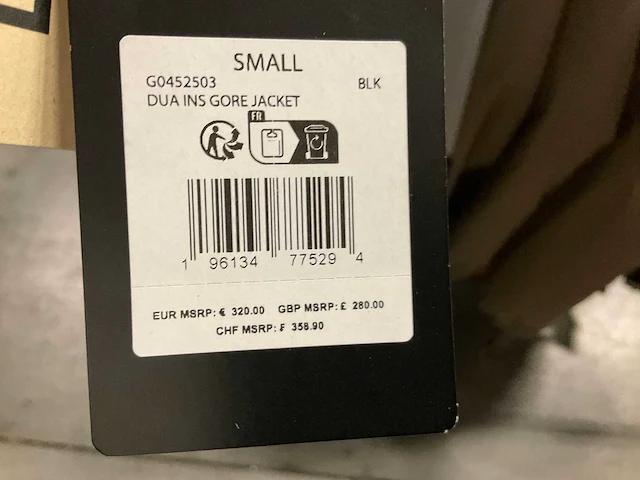 SMALL
G0452503 BLK
DUA INS GORE JACKET
FR
1 96134 77529 4
EUR MSRP: € 320.00 GBP MSRP: £ 280.00
CHF MSRP: ₣ 358.90